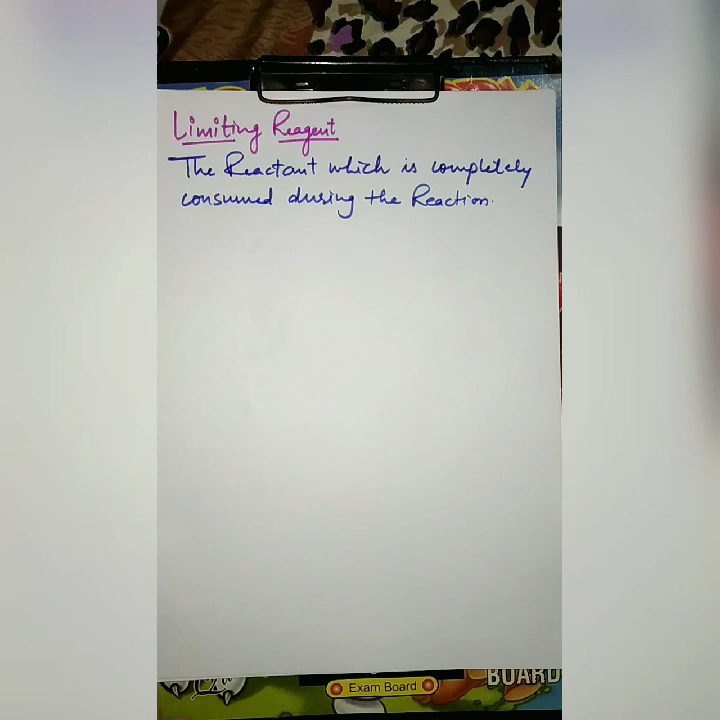 Limiting Reagent
The Reactant which is completely
consumed during the Reaction.
BOARD
Exam Board